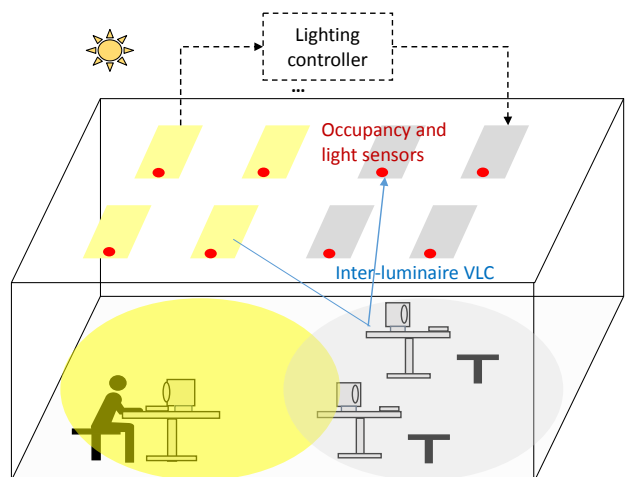 Lighting
controller
...
Occupancy and
light sensors
Inter-luminaire VLC